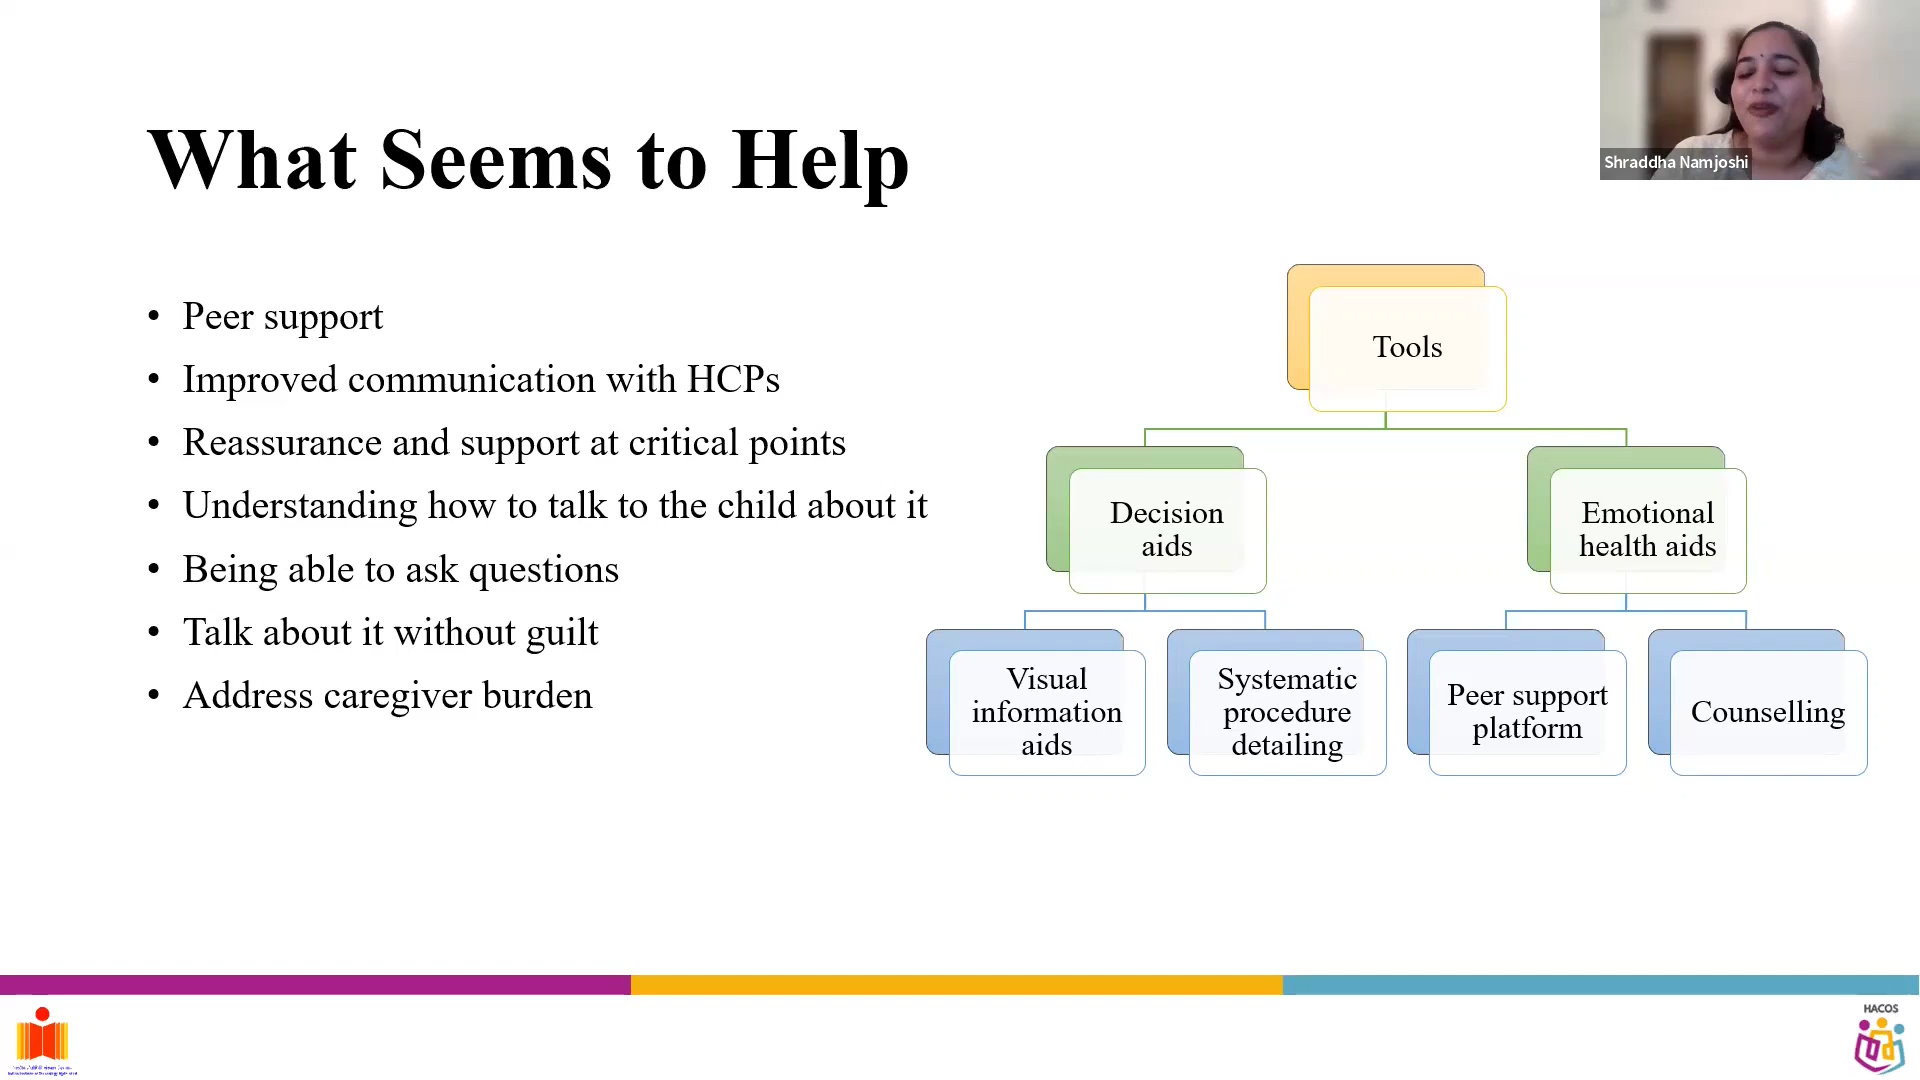 What Seems to Help
Shraddha Namjoshi
• Peer support
• Improved communication with HCPs
• Reassurance and support at critical points
• Understanding how to talk to the child about it
• Being able to ask questions
• Talk about it without guilt
• Address caregiver burden
Tools
Decision
aids
Emotional
health aids
Visual
information
aids
Systematic
procedure
detailing
Peer support
platform
Counselling
HACOS